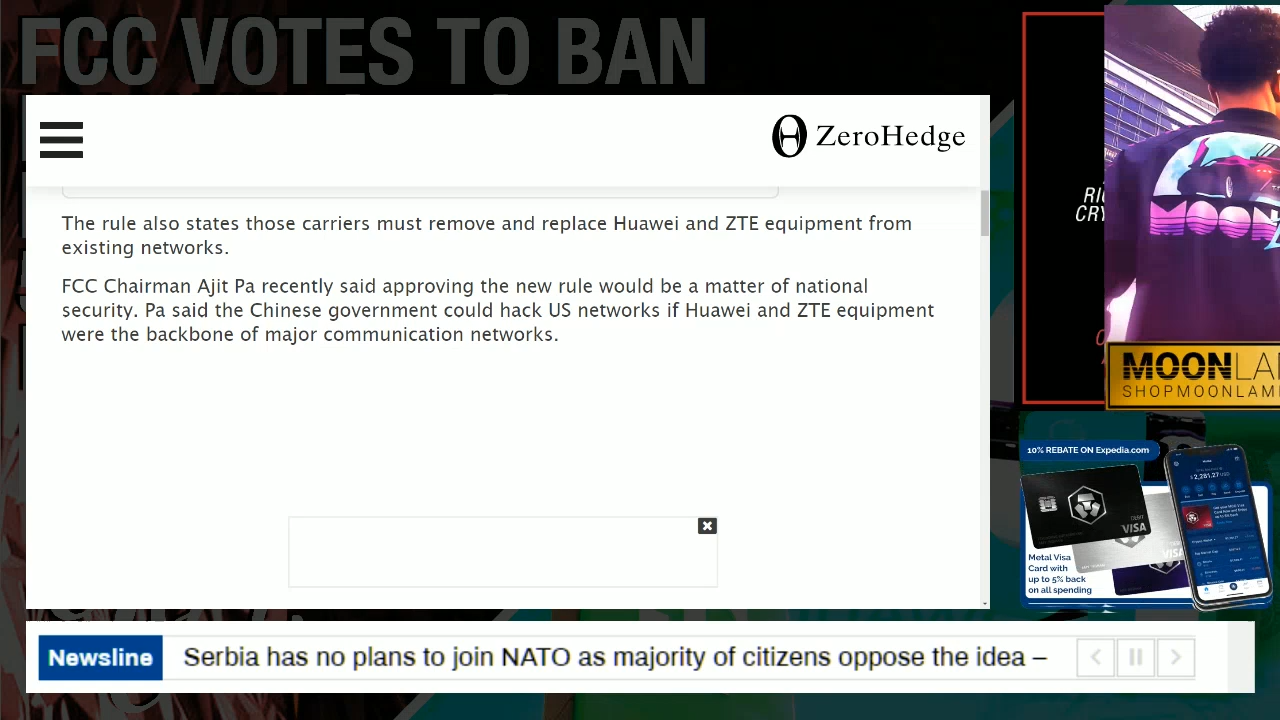 FCC VOTES TO BAN
ZeroHedge
The rule also states those carriers must remove and replace Huawei and ZTE equipment from
existing networks.
FCC Chairman Ajit Pa recently said approving the new rule would be a matter of national
security. Pa said the Chinese government could hack US networks if Huawei and ZTE equipment
were the backbone of major communication networks.
MOON
SHOPMOONLAM
10% REBATE ON Expedia.com
Metal Visa
Card with
up to 5% back
on all spending
VISA
Newsline
Serbia has no plans to join NATO as majority of citizens oppose the idea –